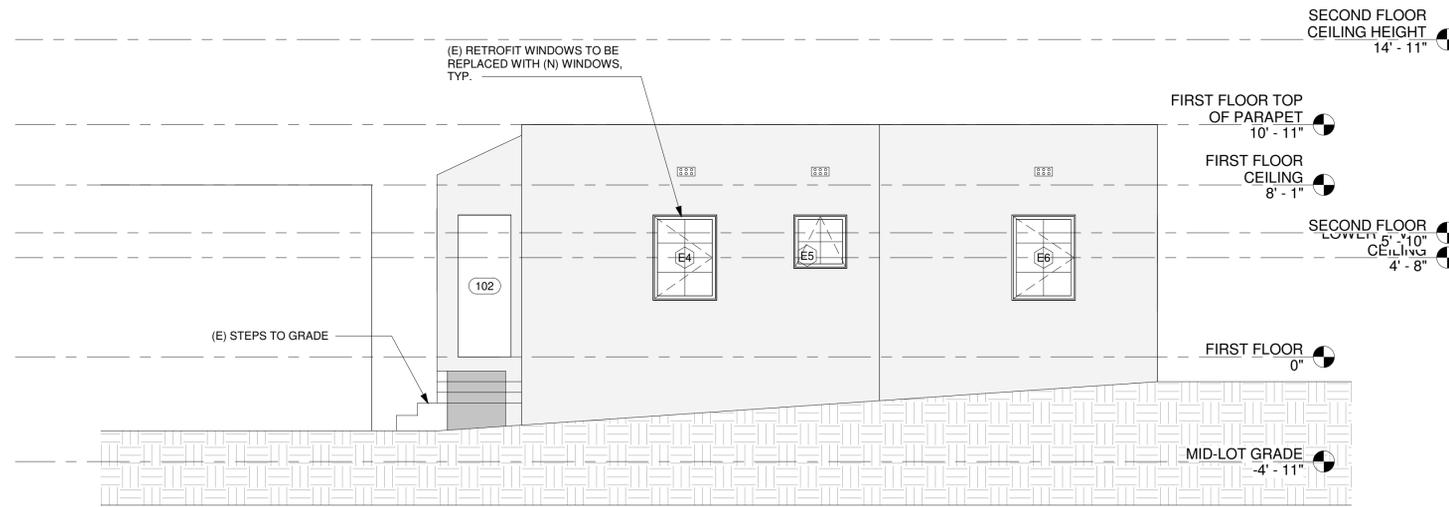 SECOND FLOOR
CEILING HEIGHT
14' - 11"
(E) RETROFIT WINDOWS TO BE
REPLACED WITH (N) WINDOWS,
TYP.
FIRST FLOOR TOP
OF PARAPET
10' - 11"
FIRST FLOOR
CEILING
8' - 1"
SECOND FLOOR
5' - 10"
LOWER
CEILING
4' - 8"
E4
E5
E6
102
(E) STEPS TO GRADE
FIRST FLOOR
0"
MID-LOT GRADE
-4' - 11"